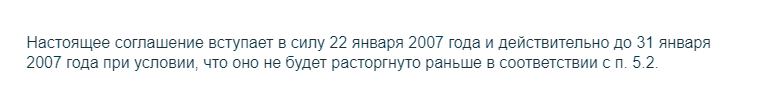 Настоящее соглашение вступает в силу 22 января 2007 года и действительно до 31 января
2007 года при условии, что оно не будет расторгнуто раньше в соответствии с п. 5.2.